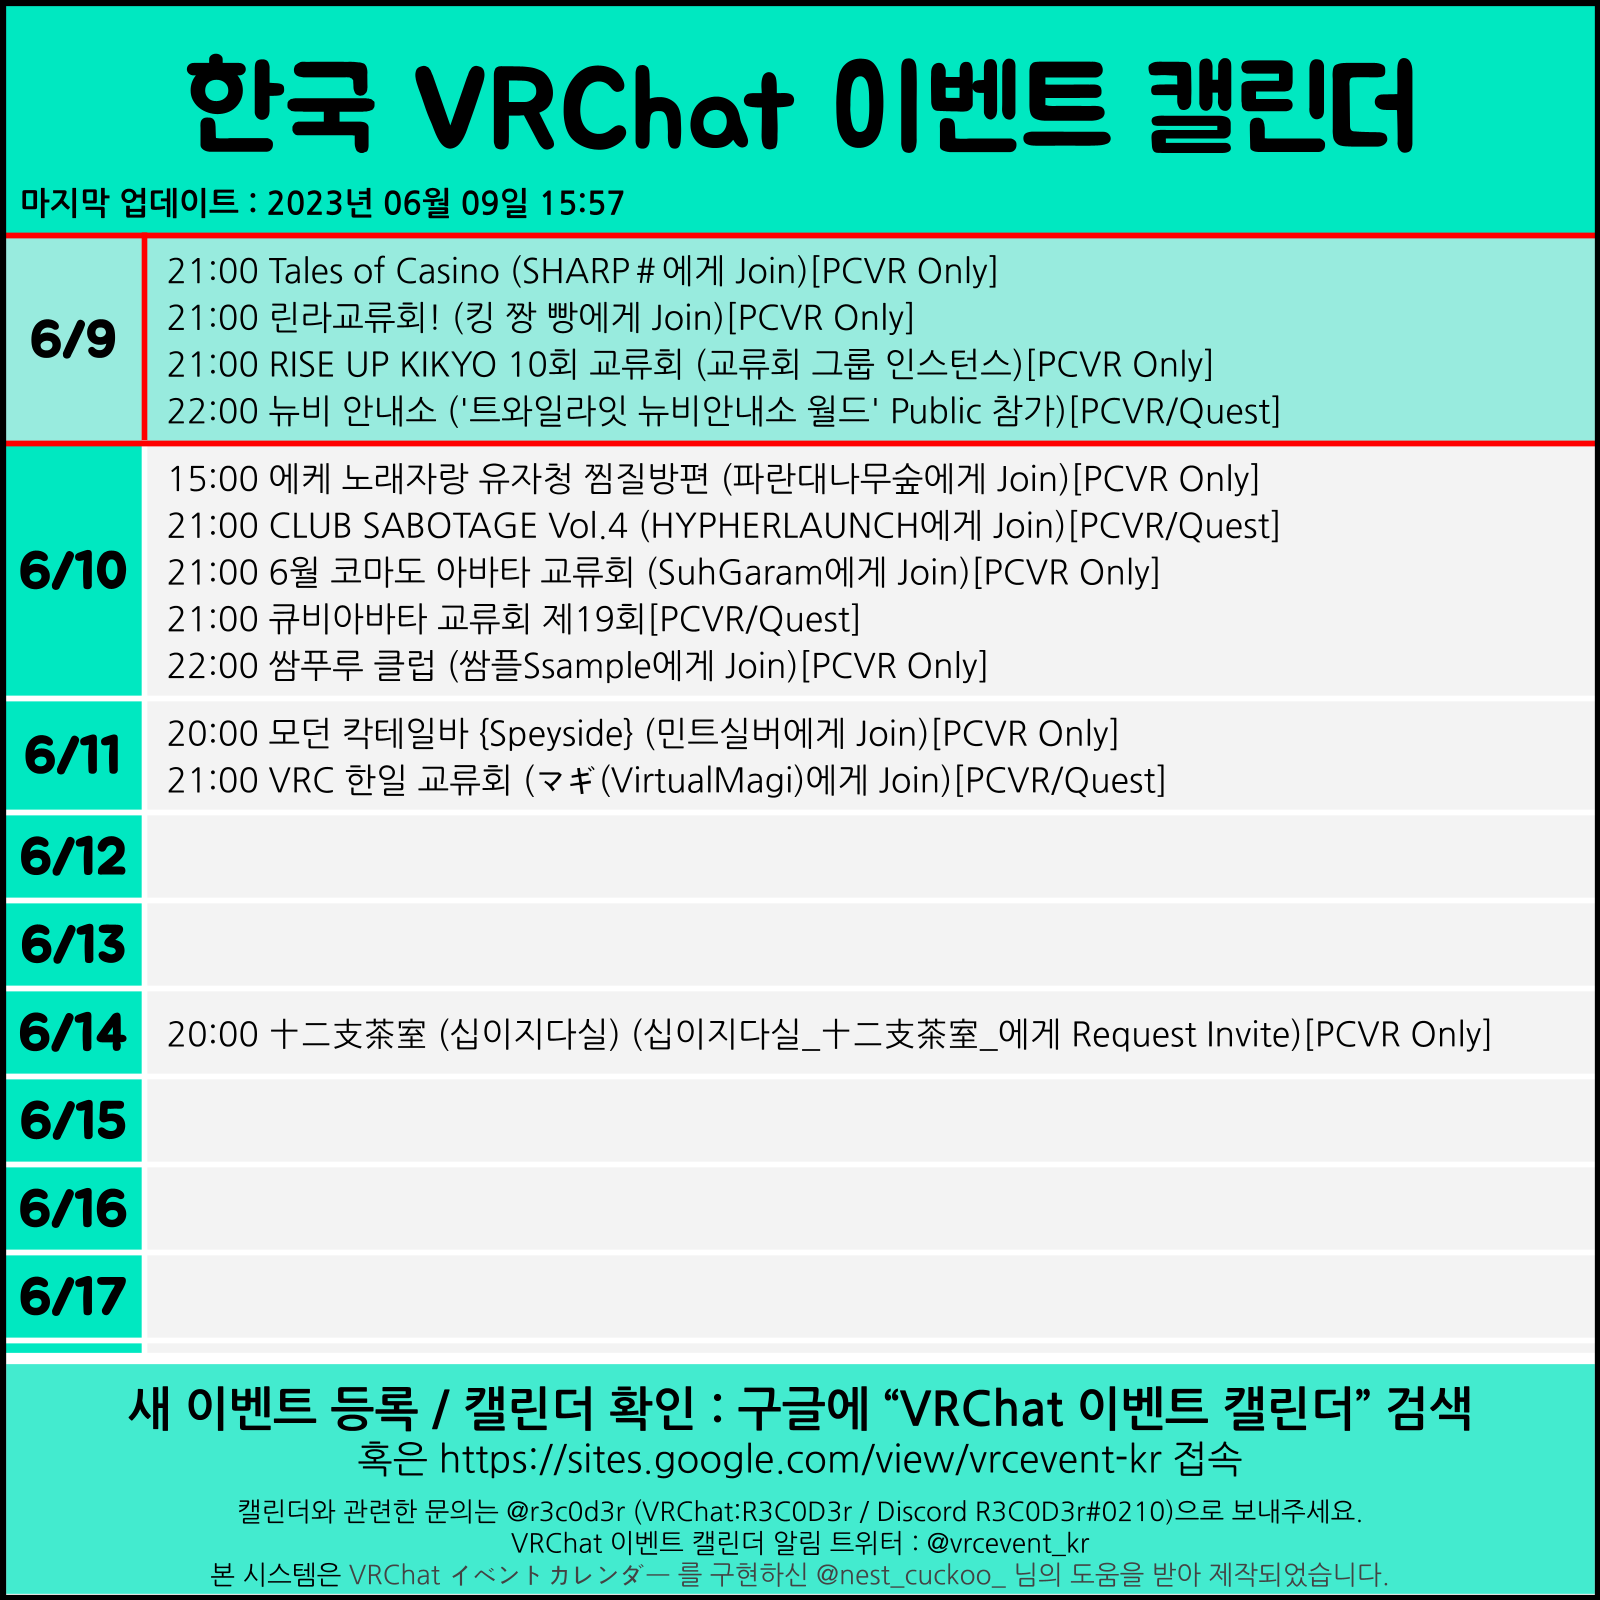 한국 VRChat 이벤트 캘린더
마지막 업데이트 : 2023년 06월 09일 15:57
6/9
21:00 Tales of Casino (SHARP#에게 Join)[PCVR Only]
21:00 린라교류회! (킹 짱 빵에게 Join)[PCVR Only]
21:00 RISE UP KIKYO 10회 교류회 (교류회 그룹 인스턴스)[PCVR Only]
22:00 뉴비 안내소 ('트와일라잇 뉴비안내소 월드' Public 참가)[PCVR/Quest]
6/10
15:00 에케 노래자랑 유자청 찜질방편 (파란대나무숲에게 Join)[PCVR Only]
21:00 CLUB SABOTAGE Vol.4 (HYPHERLAUNCH에게 Join)[PCVR/Quest]
21:00 6월 코마도 아바타 교류회 (SuhGaram에게 Join)[PCVR Only]
21:00 큐비아바타 교류회 제19회[PCVR/Quest]
22:00 쌈푸루 클럽 (쌈플Ssample에게 Join)[PCVR Only]
6/11
20:00 모던 칵테일바 {Speyside} (민트실버에게 Join)[PCVR Only]
21:00 VRC 한일 교류회 (マギ(VirtualMagi)에게 Join)[PCVR/Quest]
6/12
6/13
6/14
20:00 十二支茶室 (십이지다실) (십이지다실_十二支茶室_에게 Request Invite)[PCVR Only]
6/15
6/16
6/17
새 이벤트 등록 / 캘린더 확인 : 구글에 “VRChat 이벤트 캘린더” 검색
혹은 https://sites.google.com/view/vrcevent-kr 접속
캘린더와 관련한 문의는 @r3c0d3r (VRChat:R3C0D3r / Discord R3C0D3r#0210)으로 보내주세요.
VRChat 이벤트 캘린더 알림 트위터 : @vrcevent_kr
본 시스템은 VRChat イベントカレンダー 를 구현하신 @nest_cuckoo_ 님의 도움을 받아 제작되었습니다.